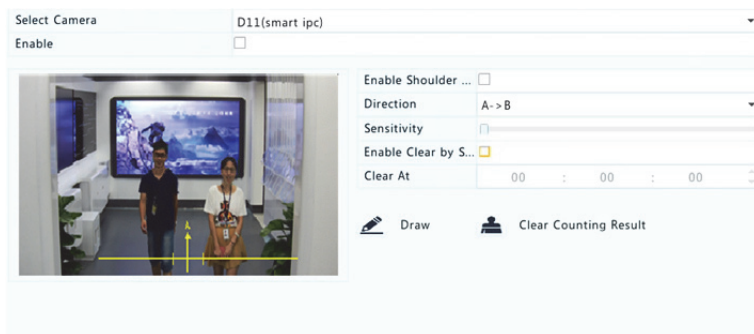 Select Camera D11(smart ipc)
Enable
Enable Shoulder ...
Direction A->B
Sensitivity
Enable Clear by S...
Clear At 00 : 00 : 00
A
Draw Clear Counting Result